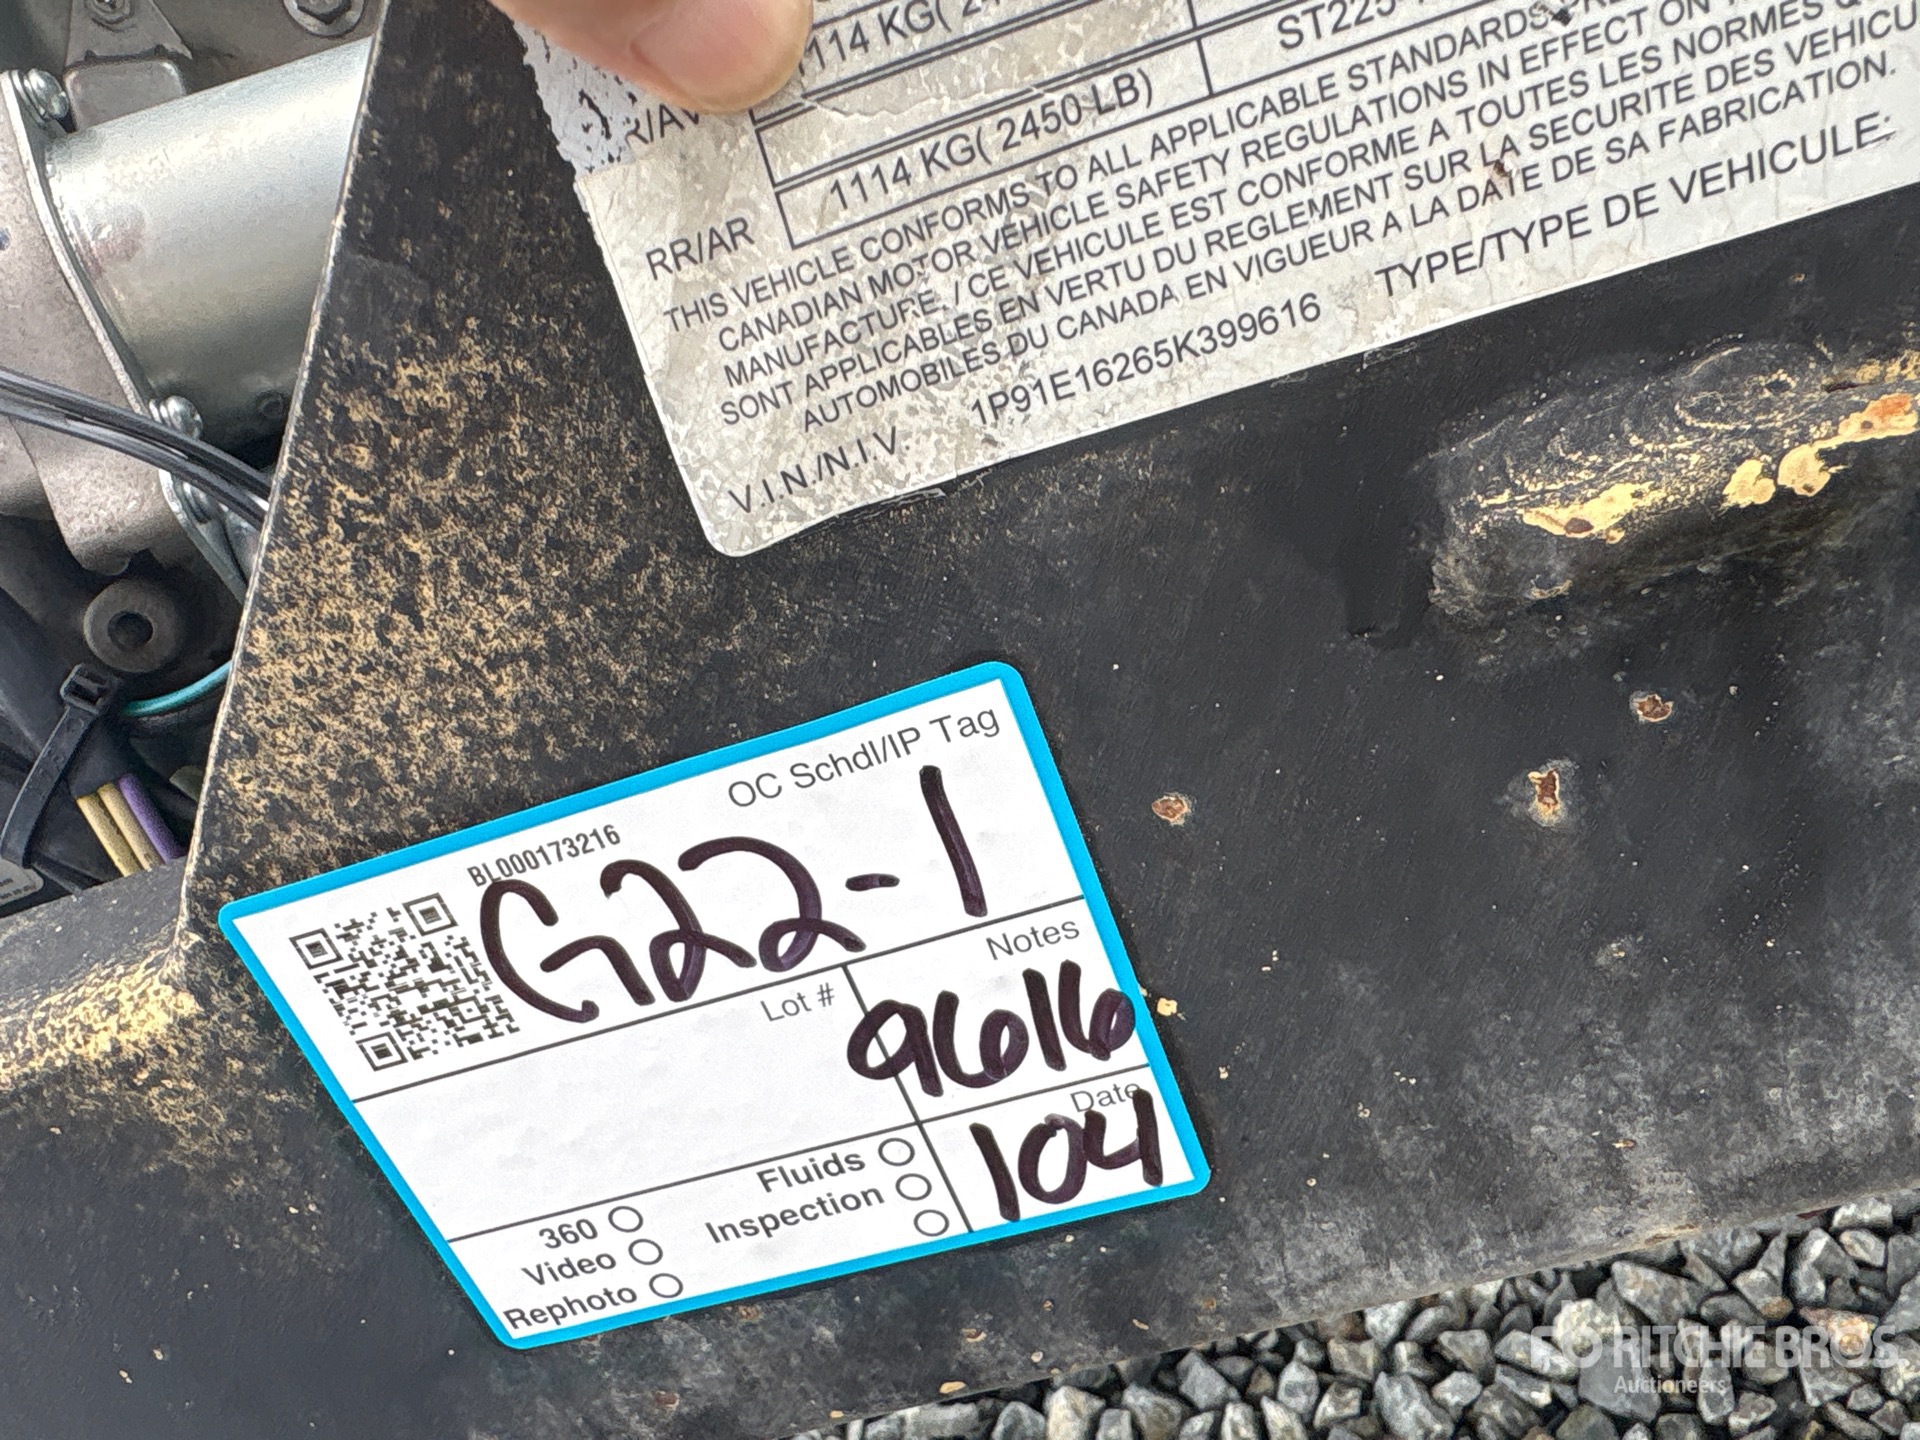 1114 KG( 24
ST225
RR/AR 1114 KG( 2450 LB)
THIS VEHICLE CONFORMS TO ALL APPLICABLE STANDARDS
CANADIAN MOTOR VEHICLE SAFETY REGULATIONS IN EFFECT ON
MANUFACTURE. / CE VEHICULE EST CONFORME A TOUTES LES NORMES
SONT APPLICABLES EN VERTU DU REGLEMENT SUR LA SECURITE DES VEHICU
AUTOMOBILES DU CANADA EN VIGUEUR A LA DATE DE SA FABRICATION.
V.I.N./N.I.V. 1P91E16265K399616 TYPE/TYPE DE VEHICULE:
OC Schdl/IP Tag
BL000173216
G22-1
Lot #
Notes
9616
Date
104
Fluids
Inspection
360
Video
Rephoto
RITCHIE BROS.
Auctioneers